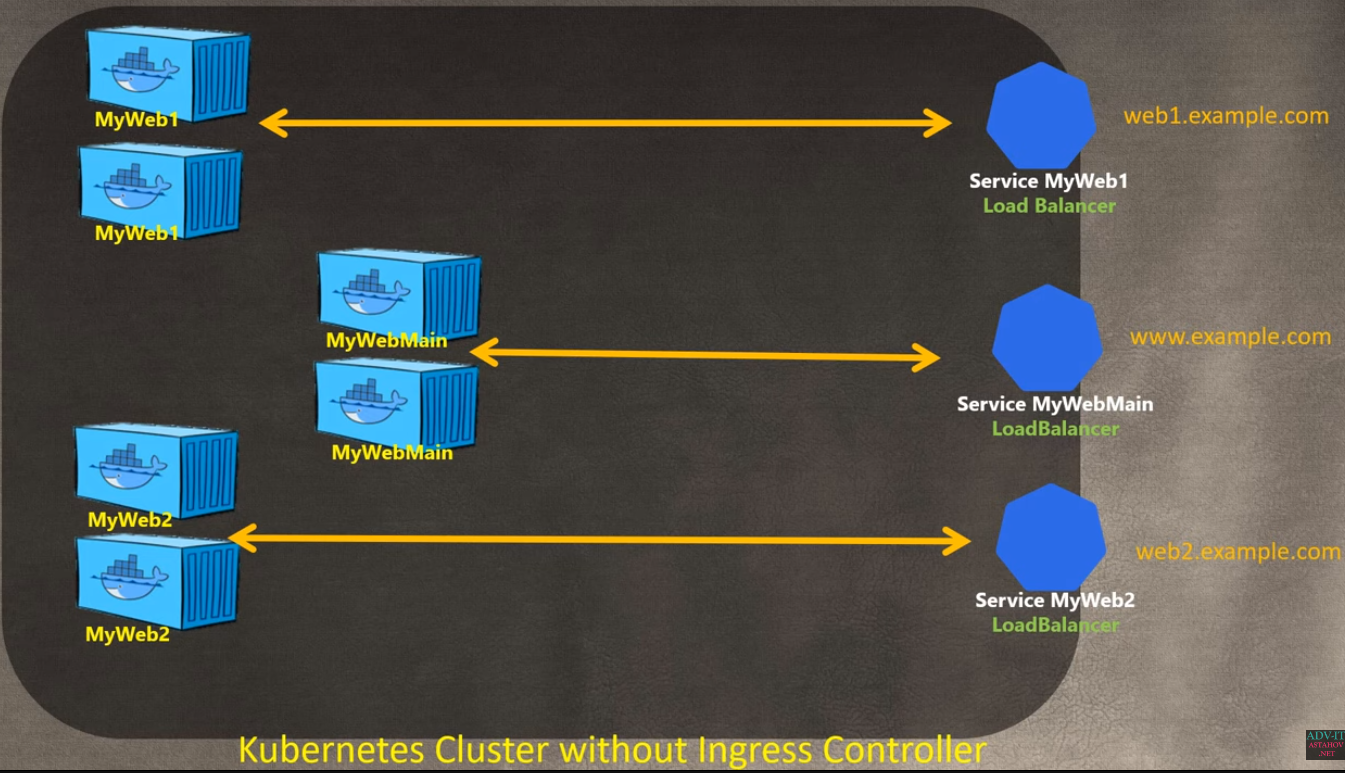 MyWeb1
web1.example.com
Service MyWeb1
Load Balancer
MyWeb1
MyWebMain
www.example.com
Service MyWebMain
LoadBalancer
MyWebMain
MyWeb2
web2.example.com
Service MyWeb2
LoadBalancer
MyWeb2
Kubernetes Cluster without Ingress Controller
ADV-IT
ASTAHOV
.NET